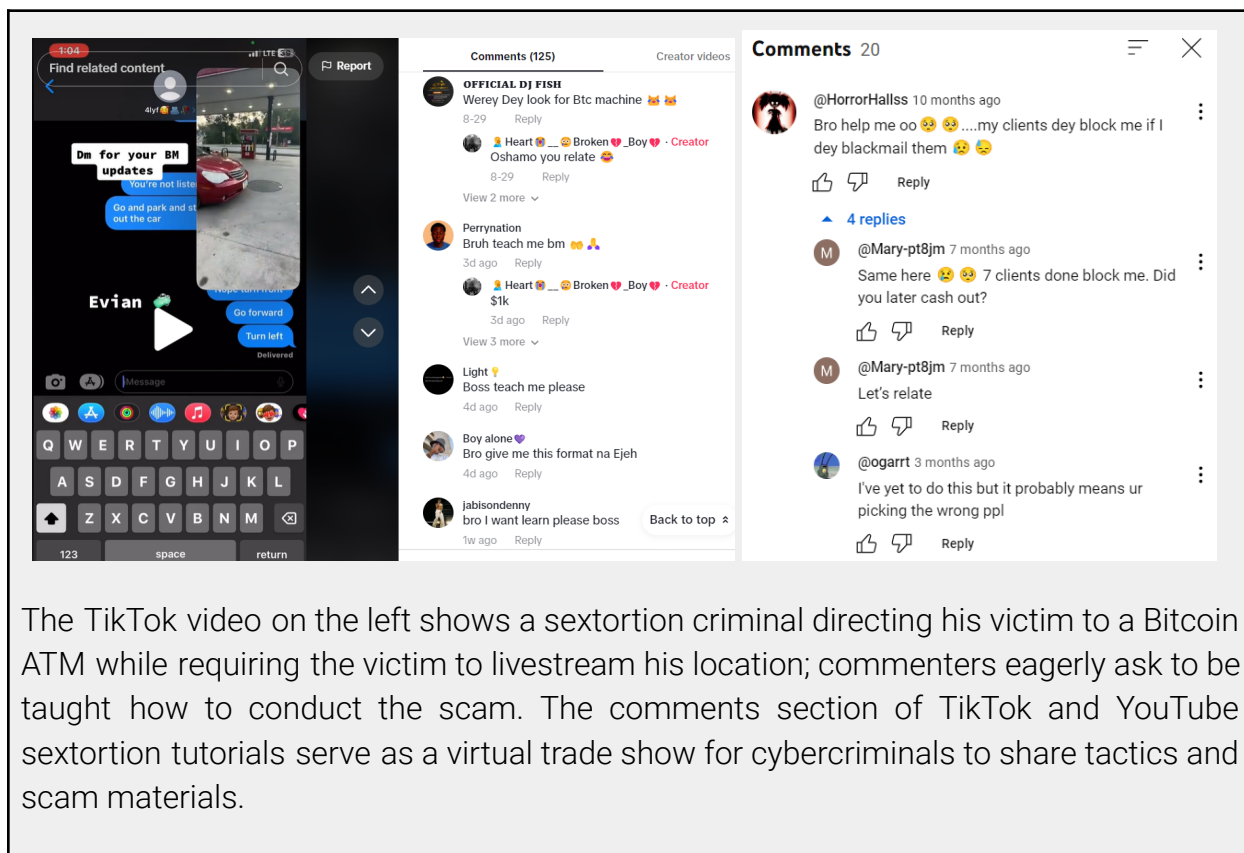 1:04
LTE
Find related content
Report
4lyf
Dm for your BM
updates
You're not liste
Go and park and st
out the car
Evian
Go forward
Turn left
Delivered
Message
Q W E R T Y U I O P
A S D F G H J K L
Z X C V B N M
123 space return
Comments (125) Creator videos
OFFICIAL DJ FISH
Werey Dey look for Btc machine 😹 😹
8-29 Reply
Heart __ Broken 💔_Boy💔 · Creator
Oshamo you relate 😂
8-29 Reply
View 2 more
Perrynation
Bruh teach me bm 🤲 🙏
3d ago Reply
Heart __ Broken 💔_Boy💔 · Creator
$1k
3d ago Reply
View 3 more
Light 💡
Boss teach me please
4d ago Reply
Boy alone💜
Bro give me this format na Ejeh
4d ago Reply
jabisondenny
bro I want learn please boss
Back to top
1w ago Reply
Comments 20
@HorrorHallss 10 months ago
Bro help me oo 🥺 🥺....my clients dey block me if I
dey blackmail them 😥 😓
Reply
4 replies
M
@Mary-pt8jm 7 months ago
Same here 😢 🥺 7 clients done block me. Did
you later cash out?
Reply
M
@Mary-pt8jm 7 months ago
Let's relate
Reply
@ogarrt 3 months ago
I've yet to do this but it probably means ur
picking the wrong ppl
Reply
The TikTok video on the left shows a sextortion criminal directing his victim to a Bitcoin
ATM while requiring the victim to livestream his location; commenters eagerly ask to be
taught how to conduct the scam. The comments section of TikTok and YouTube
sextortion tutorials serve as a virtual trade show for cybercriminals to share tactics and
scam materials.